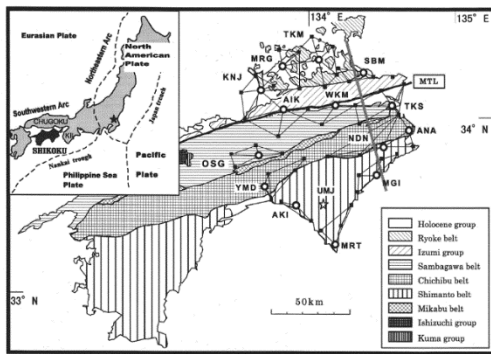 134° E
135° E
Eurasian Plate
North
American
Plate
Northeastern Arc
Southwestern Arc
CHUGOKU
KII
SHIKOKU
Japan trench
Nankai trough
Pacific
Plate
Philippine Sea
Plate
TKM
MRG
SBM
KNJ
MTL
AIK
WKM
TKS
34° N
ANA
NDN
OSG
YMD
UMJ
MGI
AKI
MRT
33° N
50km
Holocene group
Ryoke belt
Izumi group
Sambagawa belt
Chichibu belt
Shimanto belt
Mikabu belt
Ishizuchi group
Kuma group